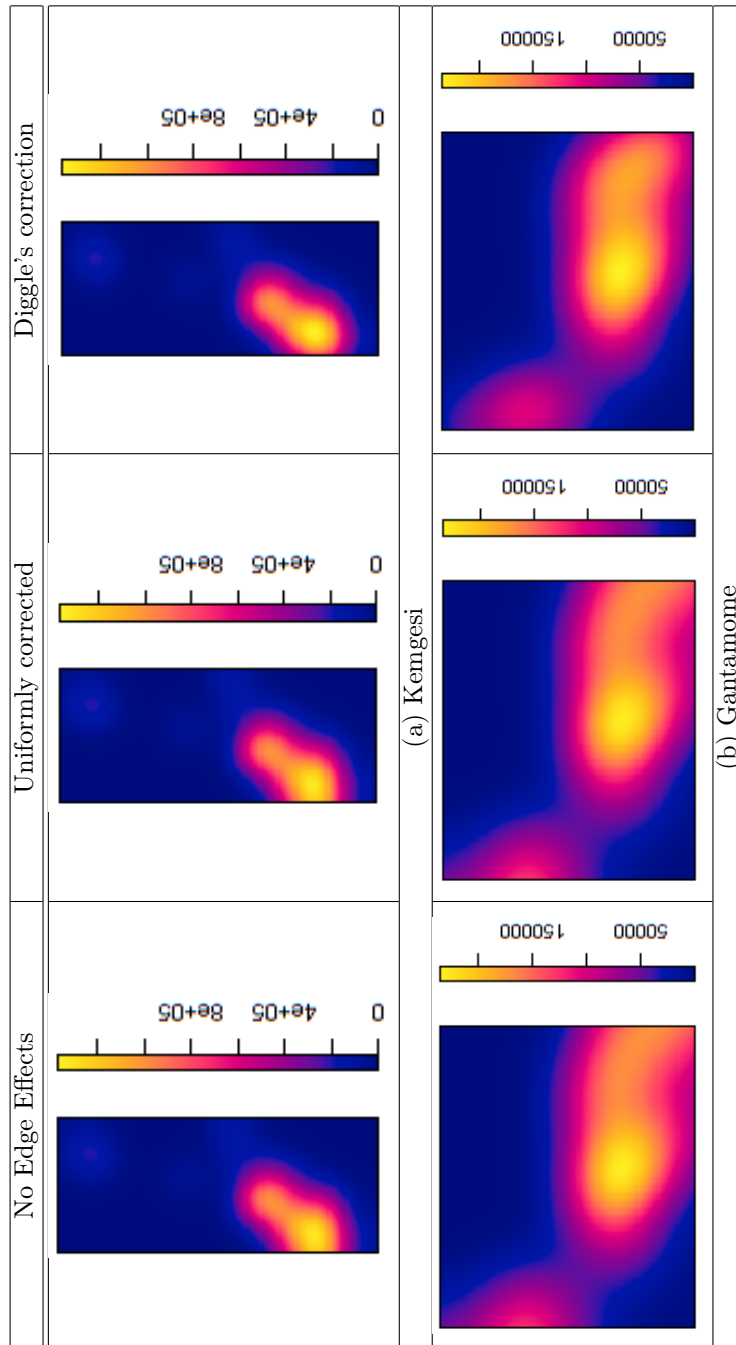 No Edge Effects
Uniformly corrected
Diggle's correction
0 4e+05 8e+05
0 4e+05 8e+05
0 4e+05 8e+05
(a) Kemgesi
50000 150000
50000 150000
50000 150000
(b) Gantamome